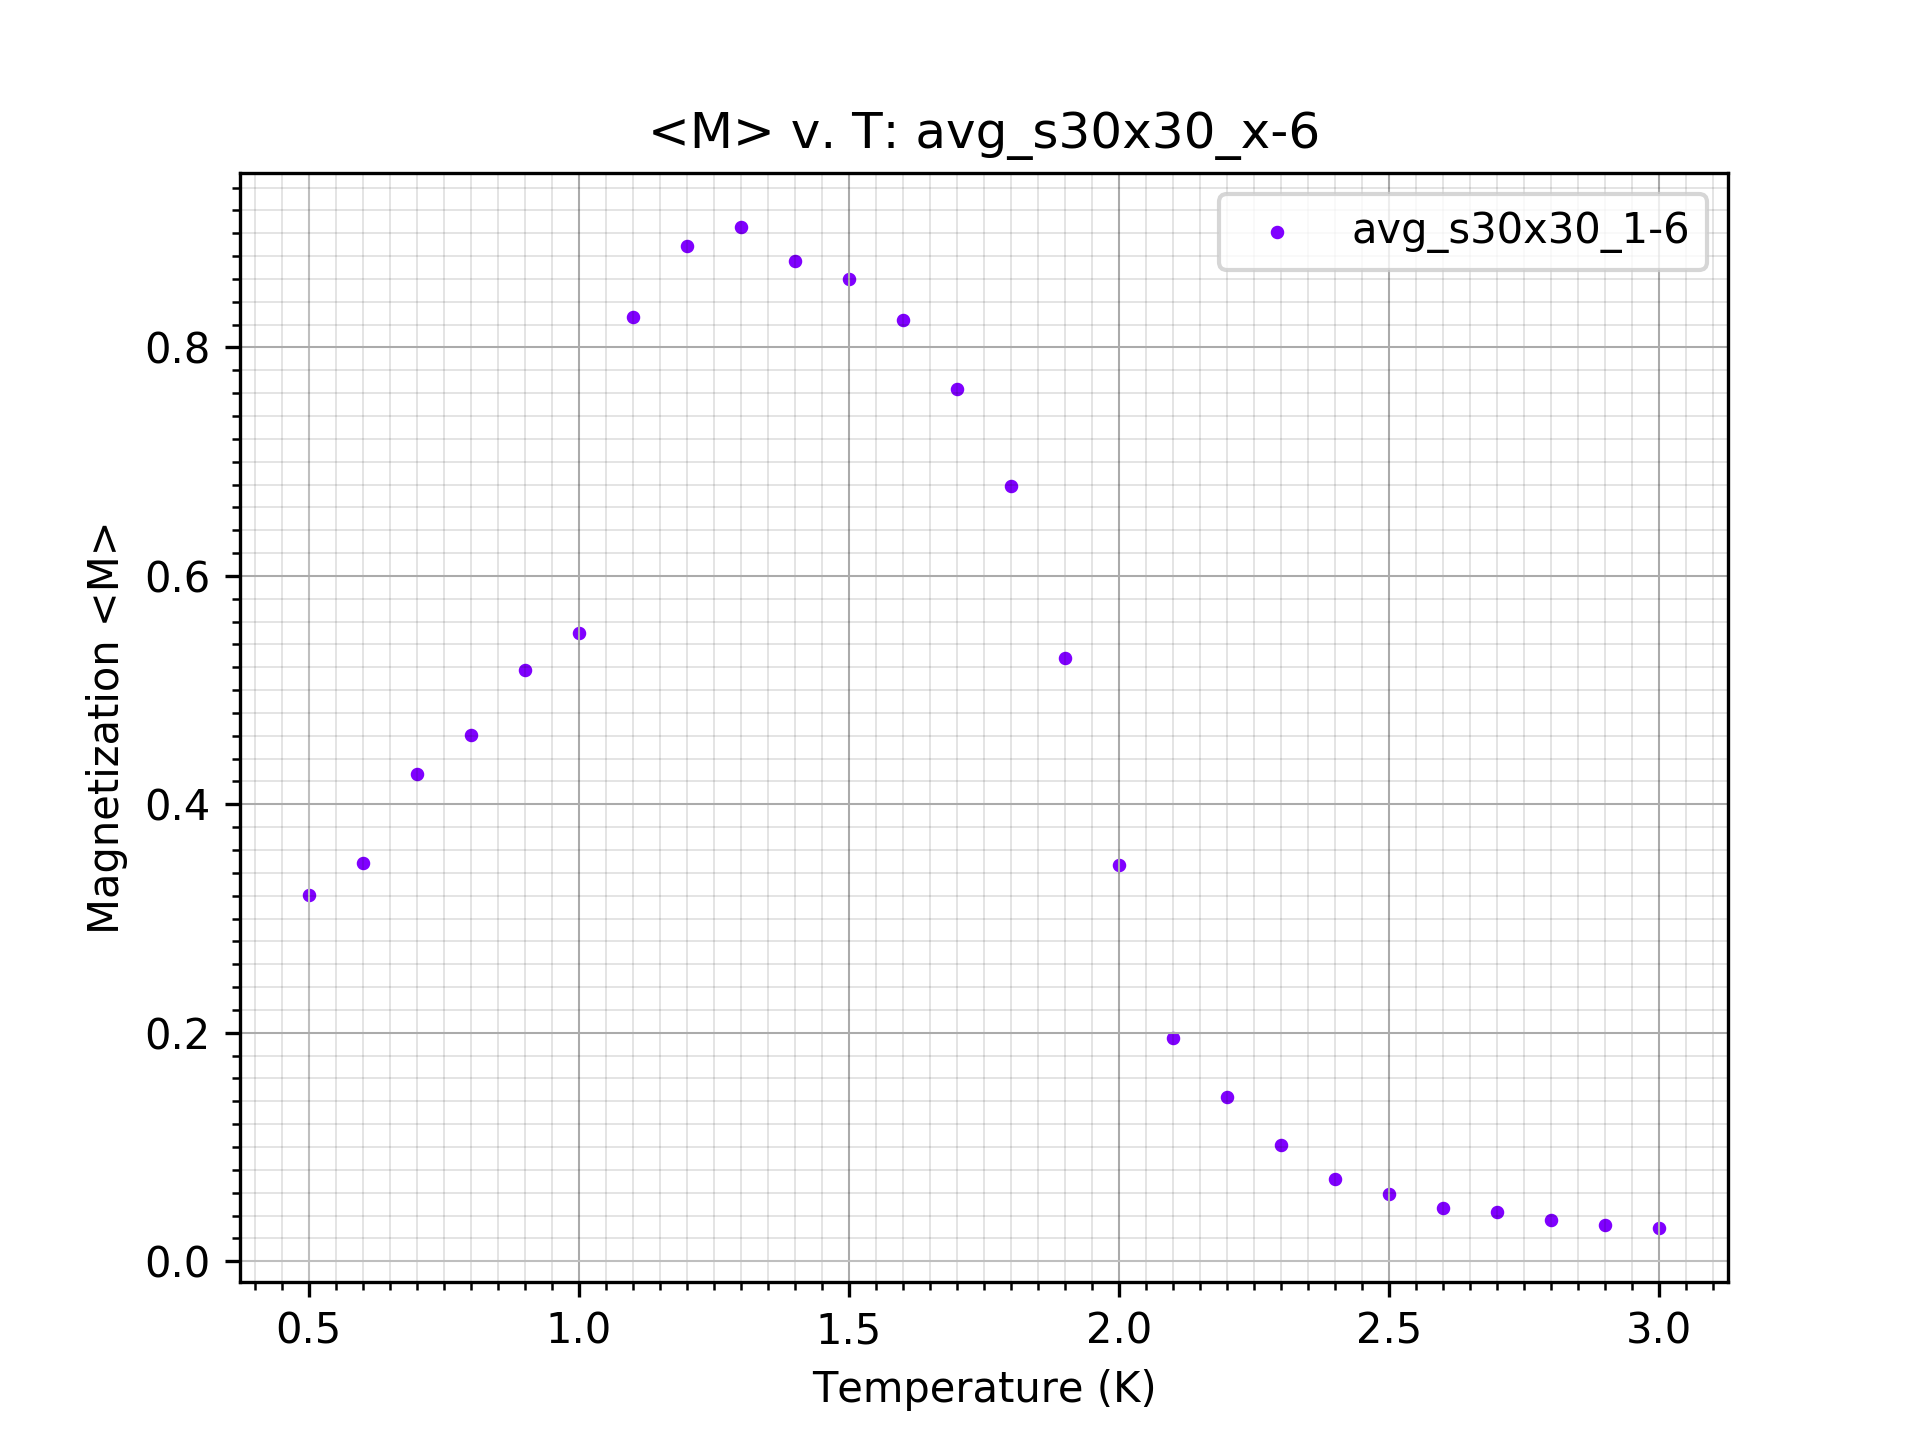 <M> v. T: avg_s30x30_x-6
avg_s30x30_1-6
Magnetization <M>
0.8
0.6
0.4
0.2
0.0
0.5 1.0 1.5 2.0 2.5 3.0
Temperature (K)